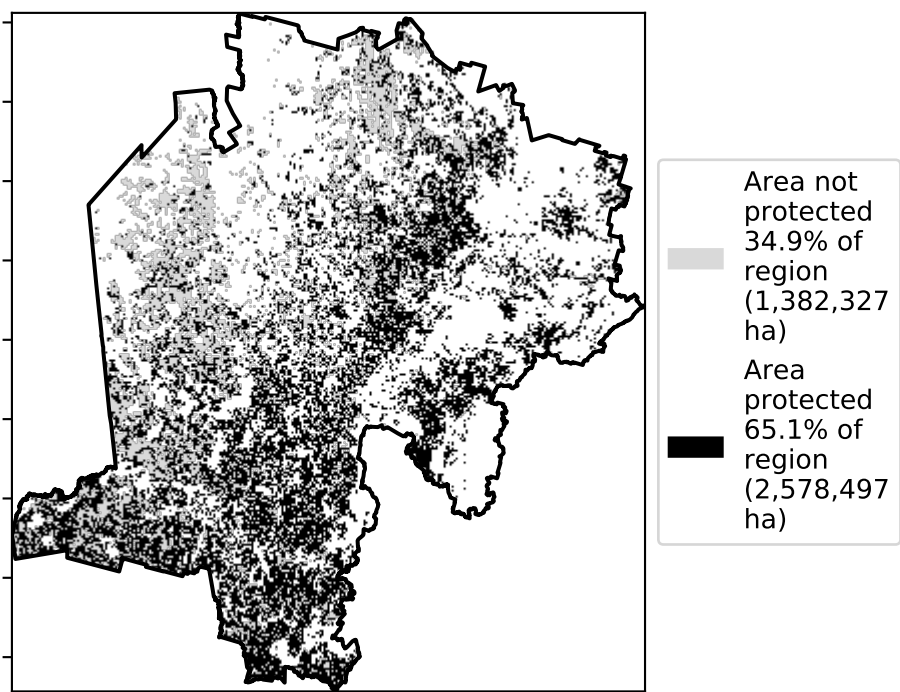 Area not
protected
34.9% of
region
(1,382,327
ha)
Area
protected
65.1% of
region
(2,578,497
ha)